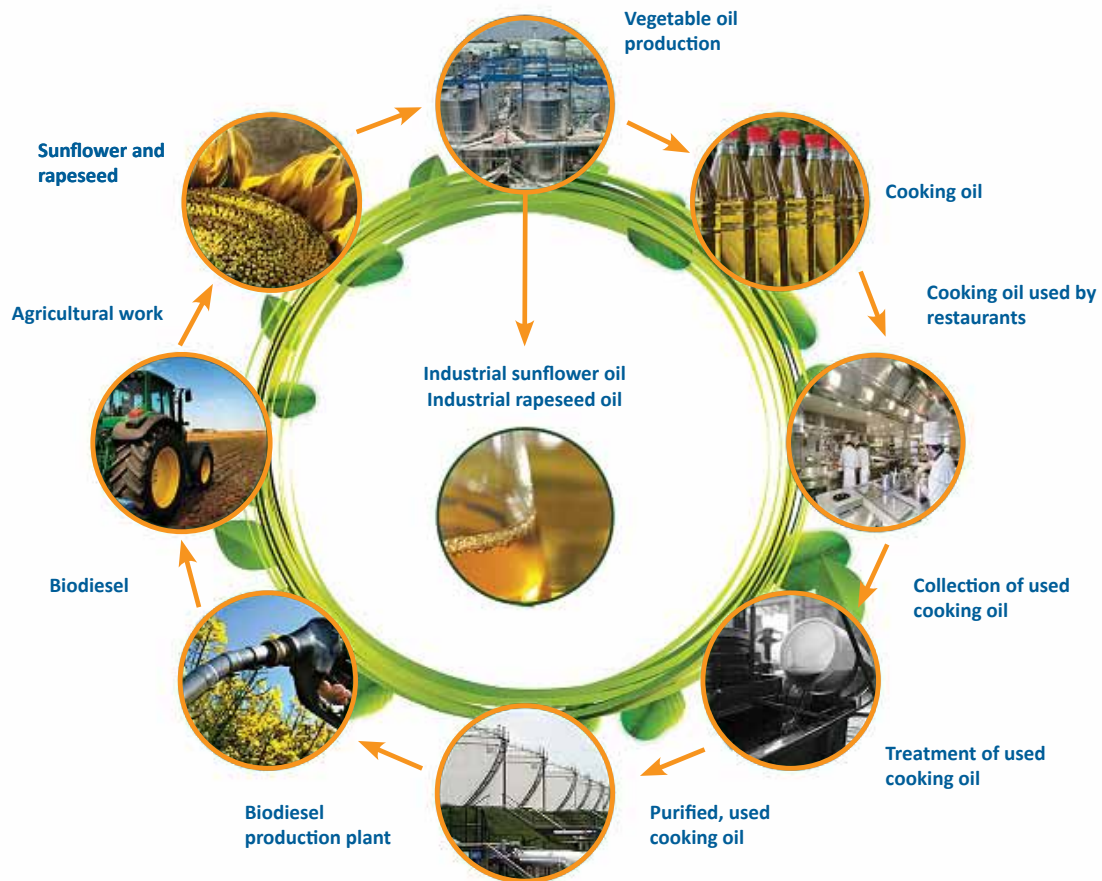 Vegetable oil
production
Cooking oil
Cooking oil used by
restaurants
Collection of used
cooking oil
Treatment of used
cooking oil
Purified, used
cooking oil
Biodiesel
production plant
Biodiesel
Agricultural work
Sunflower and
rapeseed
Industrial sunflower oil
Industrial rapeseed oil